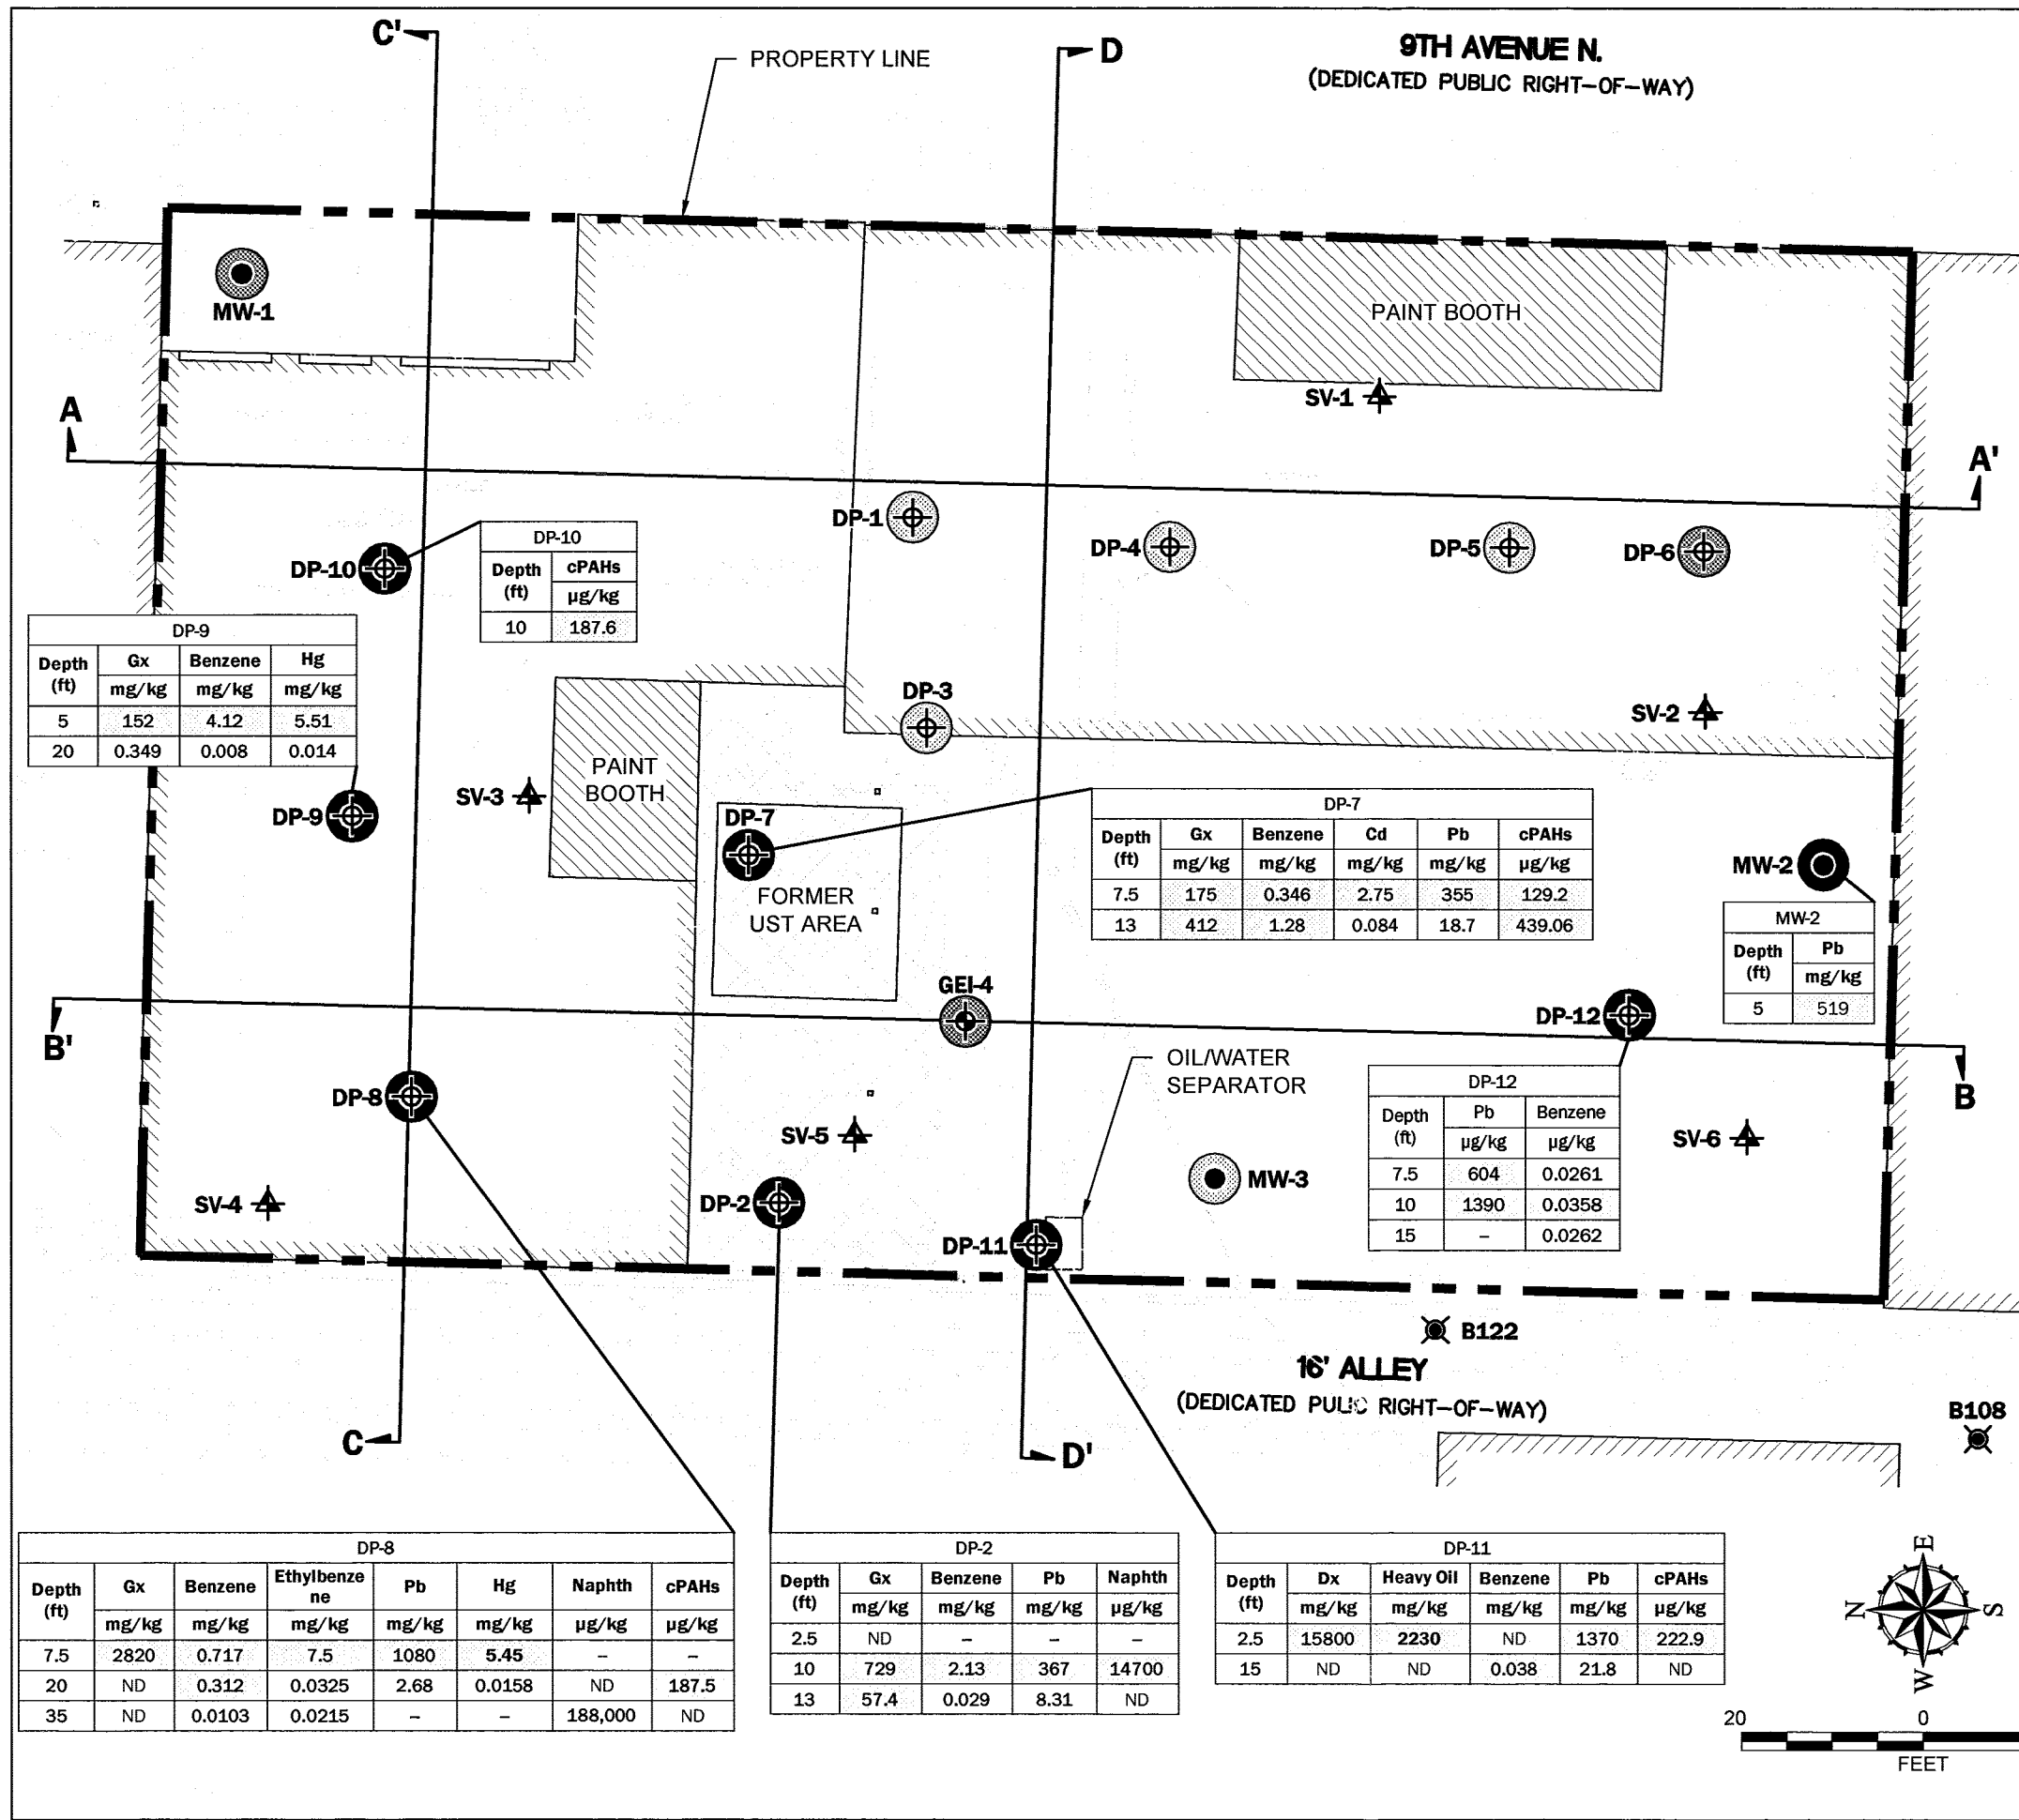 C'
D
9TH AVENUE N.
(DEDICATED PUBLIC RIGHT-OF-WAY)
PROPERTY LINE
MW-1
PAINT BOOTH
SV-1
A
A'
DP-1
DP-4
DP-5
DP-6
DP-10
DP-10
Depth (ft) cPAHs
µg/kg
10 187.6
DP-9
Depth (ft) Gx Benzene Hg
mg/kg mg/kg mg/kg
5 152 4.12 5.51
20 0.349 0.008 0.014
DP-3
SV-2
PAINT
BOOTH
SV-3
DP-9
DP-7
FORMER
UST AREA
DP-7
Depth (ft) Gx Benzene Cd Pb cPAHs
mg/kg mg/kg mg/kg mg/kg µg/kg
7.5 175 0.346 2.75 355 129.2
13 412 1.28 0.084 18.7 439.06
MW-2
MW-2
Depth (ft) Pb
mg/kg
5 519
GEI-4
DP-12
B'
B
OIL/WATER
SEPARATOR
DP-12
Depth (ft) Pb Benzene
µg/kg µg/kg
7.5 604 0.0261
10 1390 0.0358
15 – 0.0262
DP-8
SV-5
SV-6
SV-4
DP-2
MW-3
DP-11
B122
16' ALLEY
(DEDICATED PULIC RIGHT-OF-WAY)
B108
C
D'
DP-8
Depth (ft) Gx Benzene Ethylbenze
ne Pb Hg Naphth cPAHs
mg/kg mg/kg mg/kg mg/kg mg/kg µg/kg µg/kg
7.5 2820 0.717 7.5 1080 5.45 – –
20 ND 0.312 0.0325 2.68 0.0158 ND 187.5
35 ND 0.0103 0.0215 – – 188,000 ND
DP-2
Depth (ft) Gx Benzene Pb Naphth
mg/kg mg/kg mg/kg µg/kg
2.5 ND – – –
10 729 2.13 367 14700
13 57.4 0.029 8.31 ND
DP-11
Depth (ft) Dx Heavy Oil Benzene Pb cPAHs
mg/kg mg/kg mg/kg mg/kg µg/kg
2.5 15800 2230 ND 1370 222.9
15 ND ND 0.038 21.8 ND
E
N
S
W
20 0
FEET